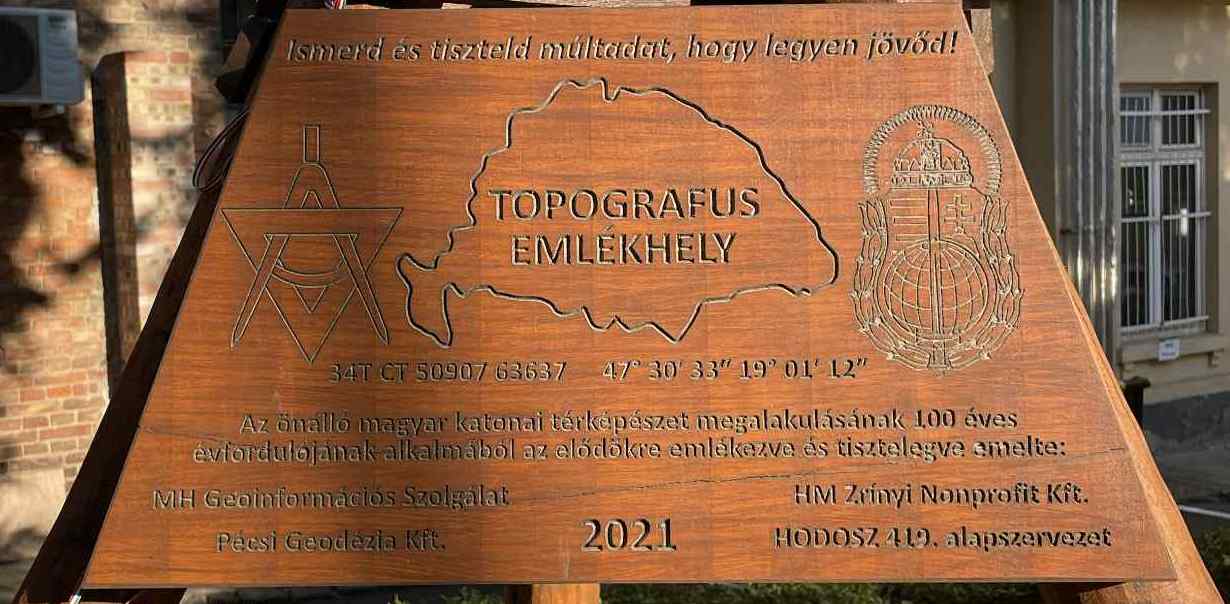 Ismerd és tiszteld múltadat, hogy legyen jövőd!
TOPOGRAFUS
EMLÉKHELY
34T CT 50907 63637 47° 30′ 33″ 19° 01′ 12″
Az önálló magyar katonai térképészet megalakulásának 100 éves
évfordulójának alkalmából az elődökre emlékezve és tisztelegve emelte:
MH Geoinformációs Szolgálat HM Zrínyi Nonprofit Kft.
Pécsi Geodézia Kft. 2021 HODOSZ 419. alapszervezet